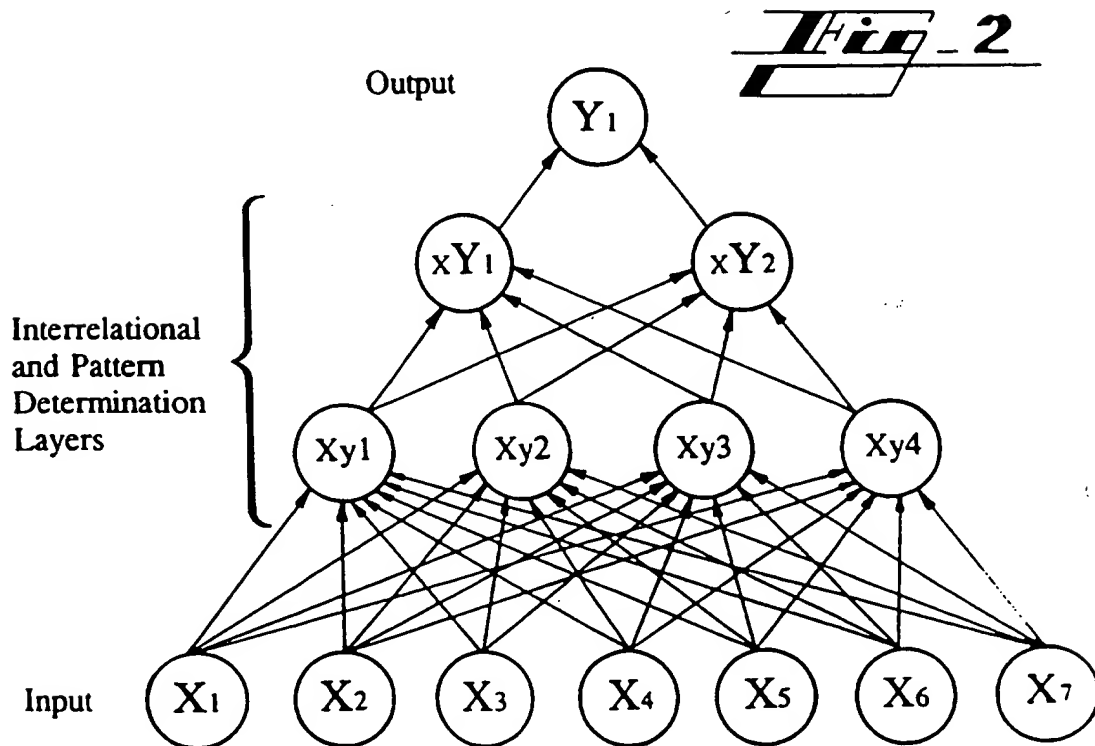 Fig_2
Output
Y1
xY1
xY2
Interrelational
and Pattern
Determination
Layers
Xy1
Xy2
Xy3
Xy4
Input
X1
X2
X3
X4
X5
X6
X7